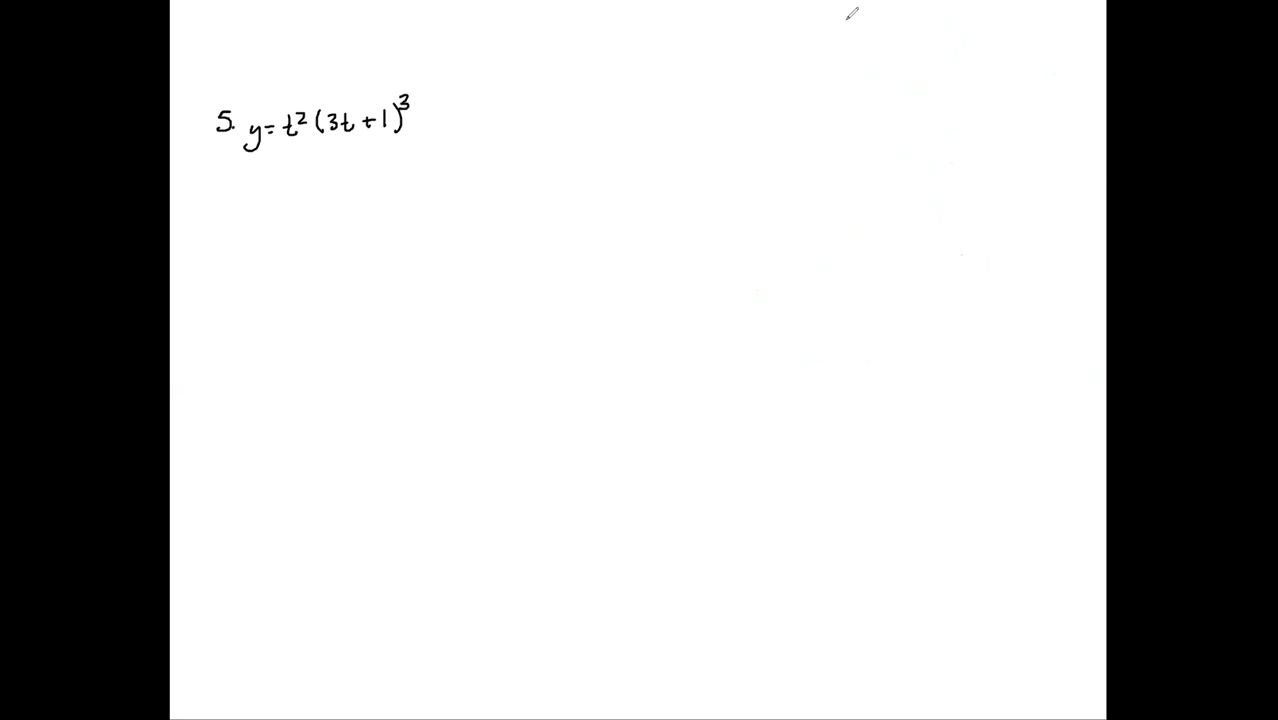 5. y = t² (3t + 1)³